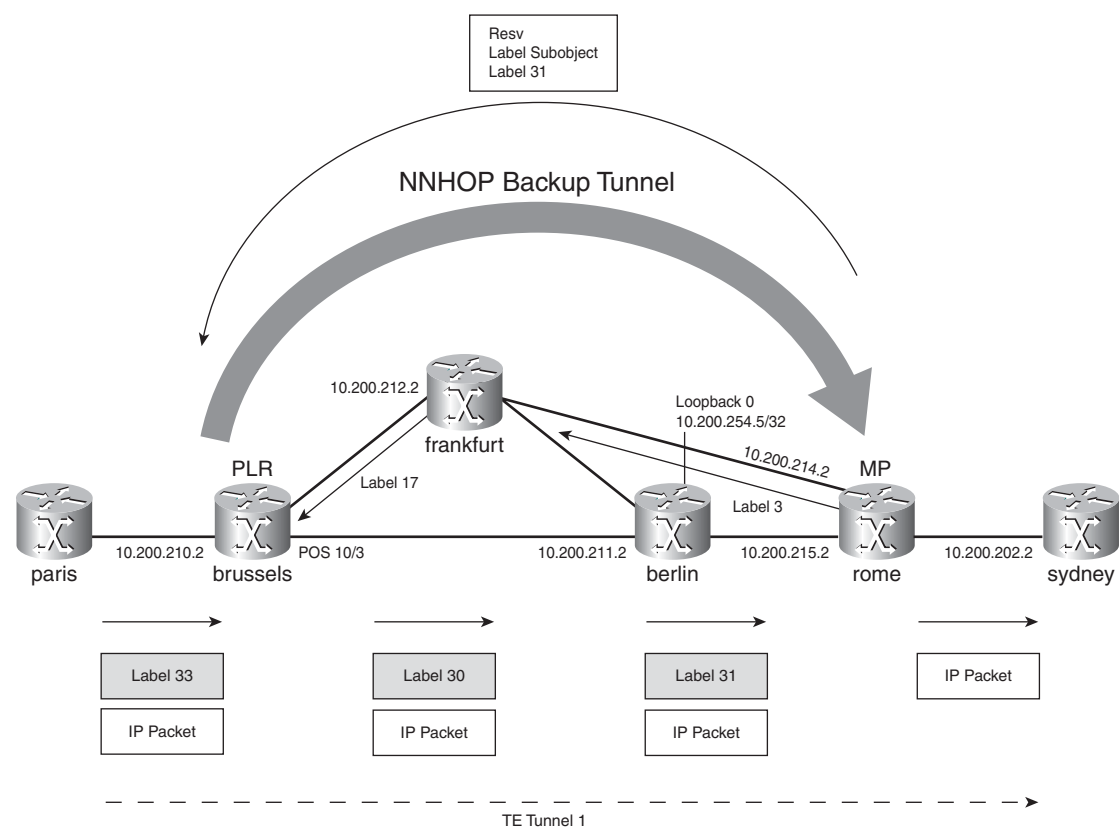 Resv
Label Subobject
Label 31
NNHOP Backup Tunnel
10.200.212.2
frankfurt
Loopback 0
10.200.254.5/32
10.200.214.2
PLR
MP
Label 17
Label 3
10.200.210.2
POS 10/3
10.200.211.2
10.200.215.2
10.200.202.2
paris
brussels
berlin
rome
sydney
Label 33
Label 30
Label 31
IP Packet
IP Packet
IP Packet
IP Packet
TE Tunnel 1